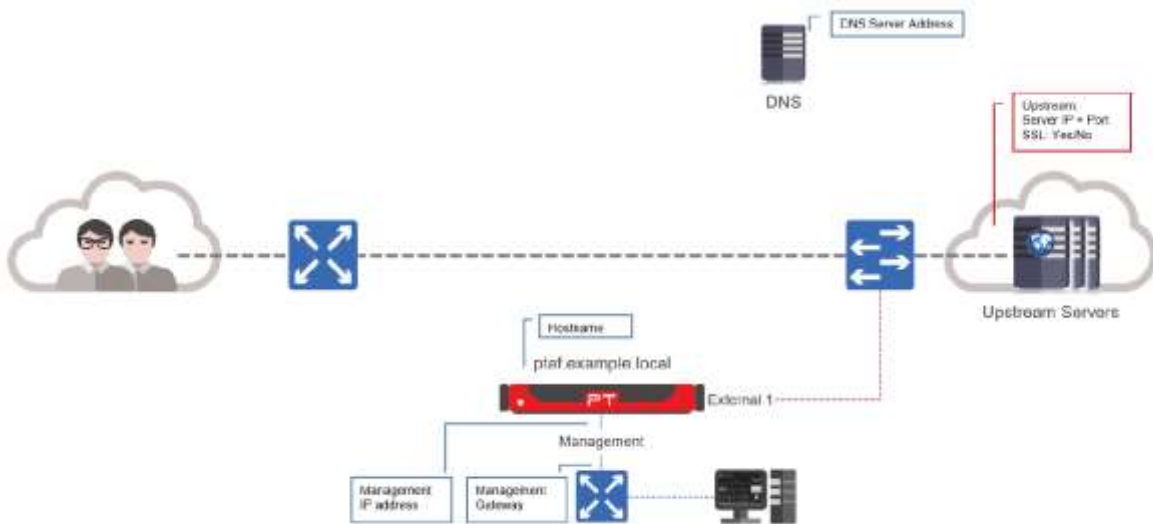 DNS Server Address
DNS
Upstream
Server IP + Port
SSL: Yes/No
Upstream Servers
Hostname
ptaf.example.local
PT
External 1
Management
Management
IP address
Management
Gateway